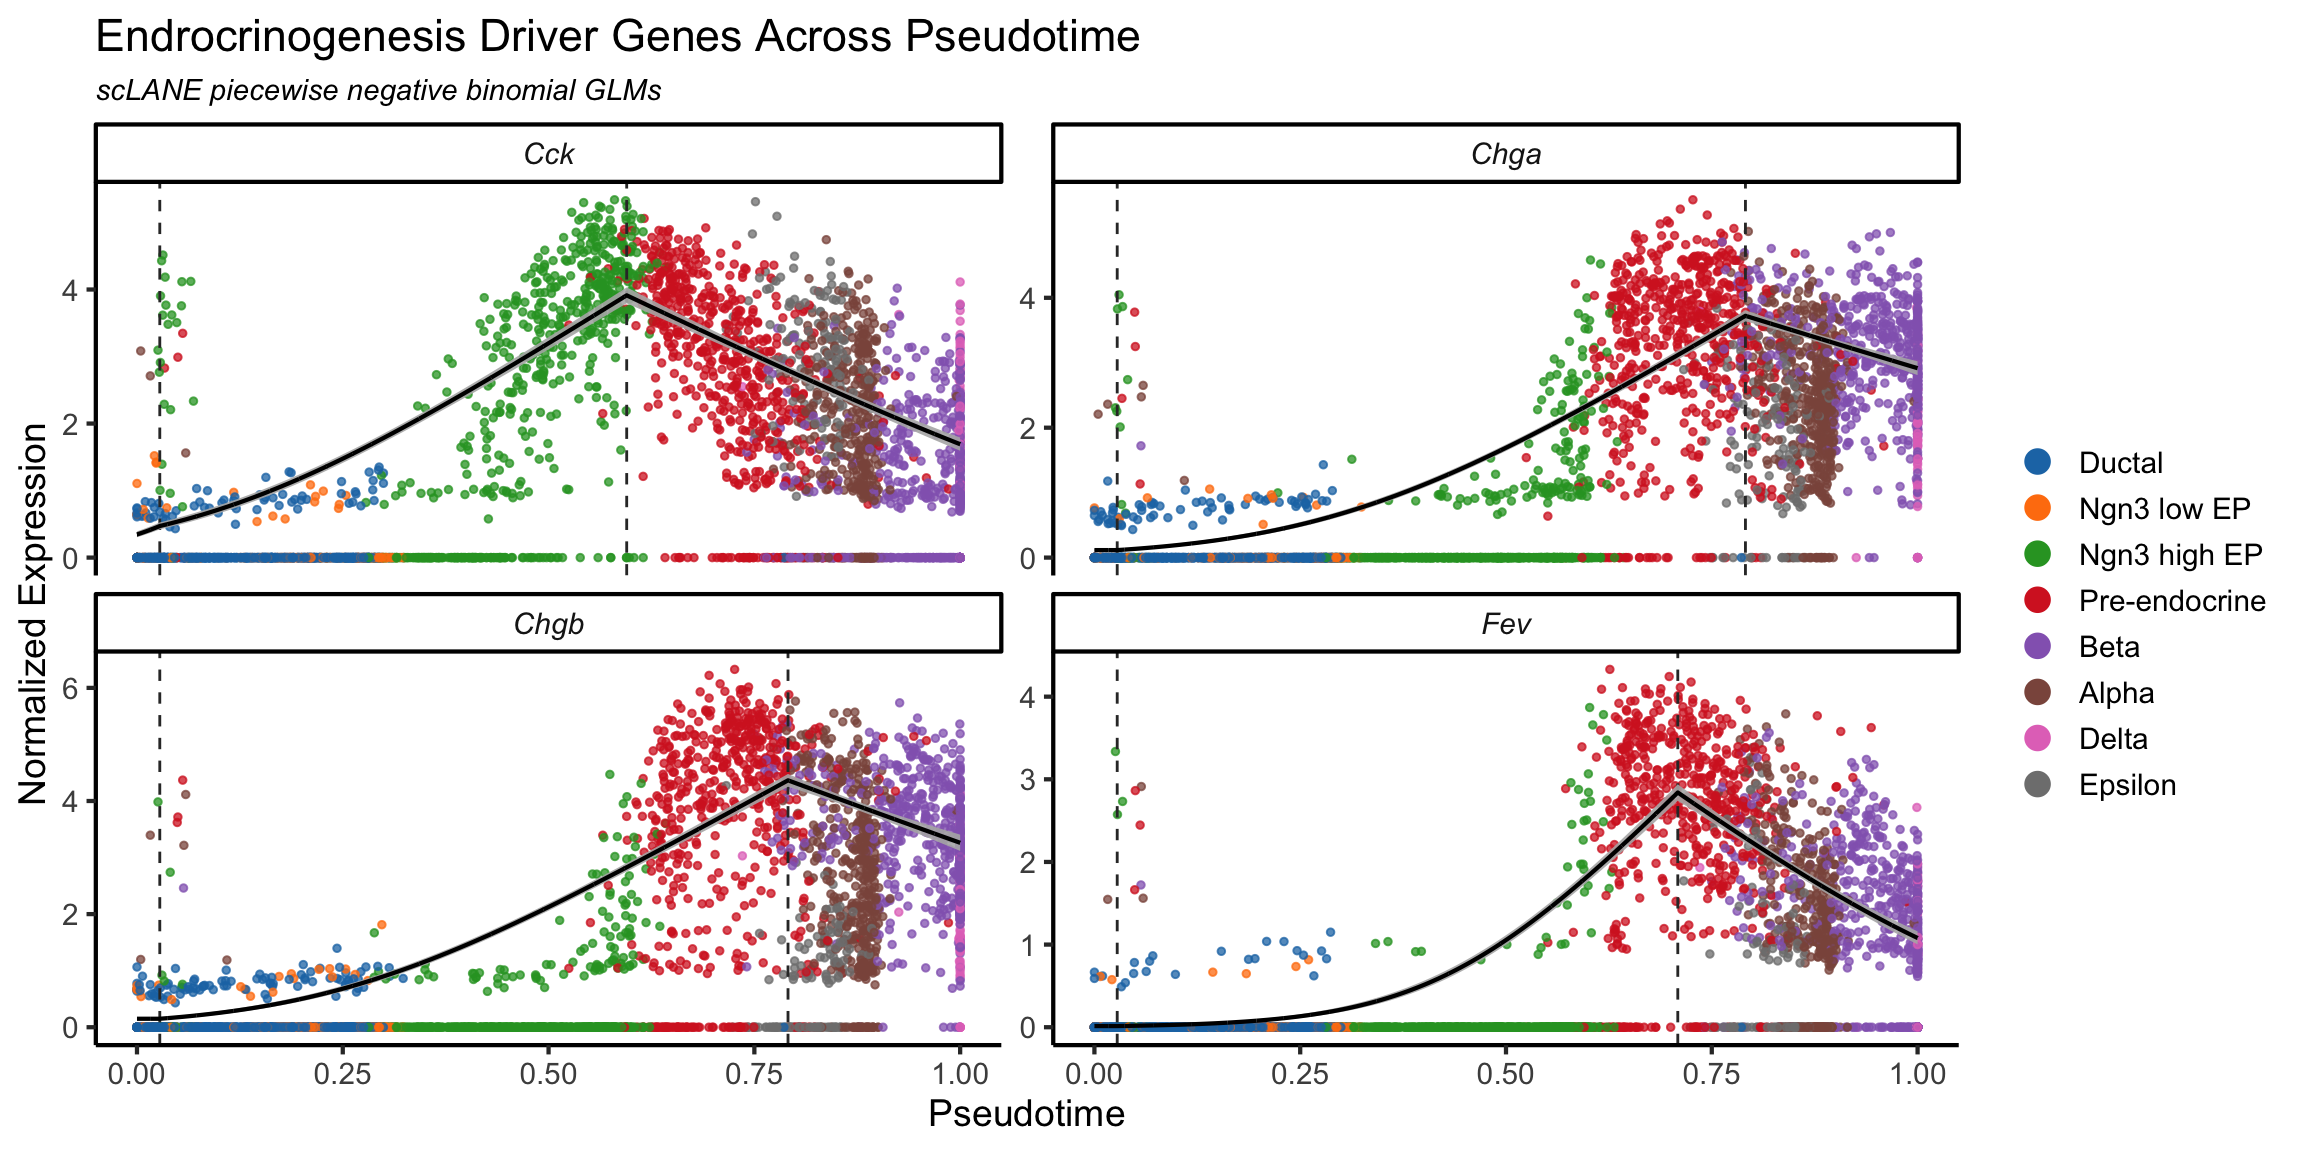 Endrocrinogenesis Driver Genes Across Pseudotime
scLANE piecewise negative binomial GLMs
Cck
Chga
4
2
0
4
2
0
Chgb
Fev
6
4
2
0
4
3
2
1
0
0.00 0.25 0.50 0.75 1.00
0.00 0.25 0.50 0.75 1.00
Normalized Expression
Pseudotime
Ductal
Ngn3 low EP
Ngn3 high EP
Pre-endocrine
Beta
Alpha
Delta
Epsilon